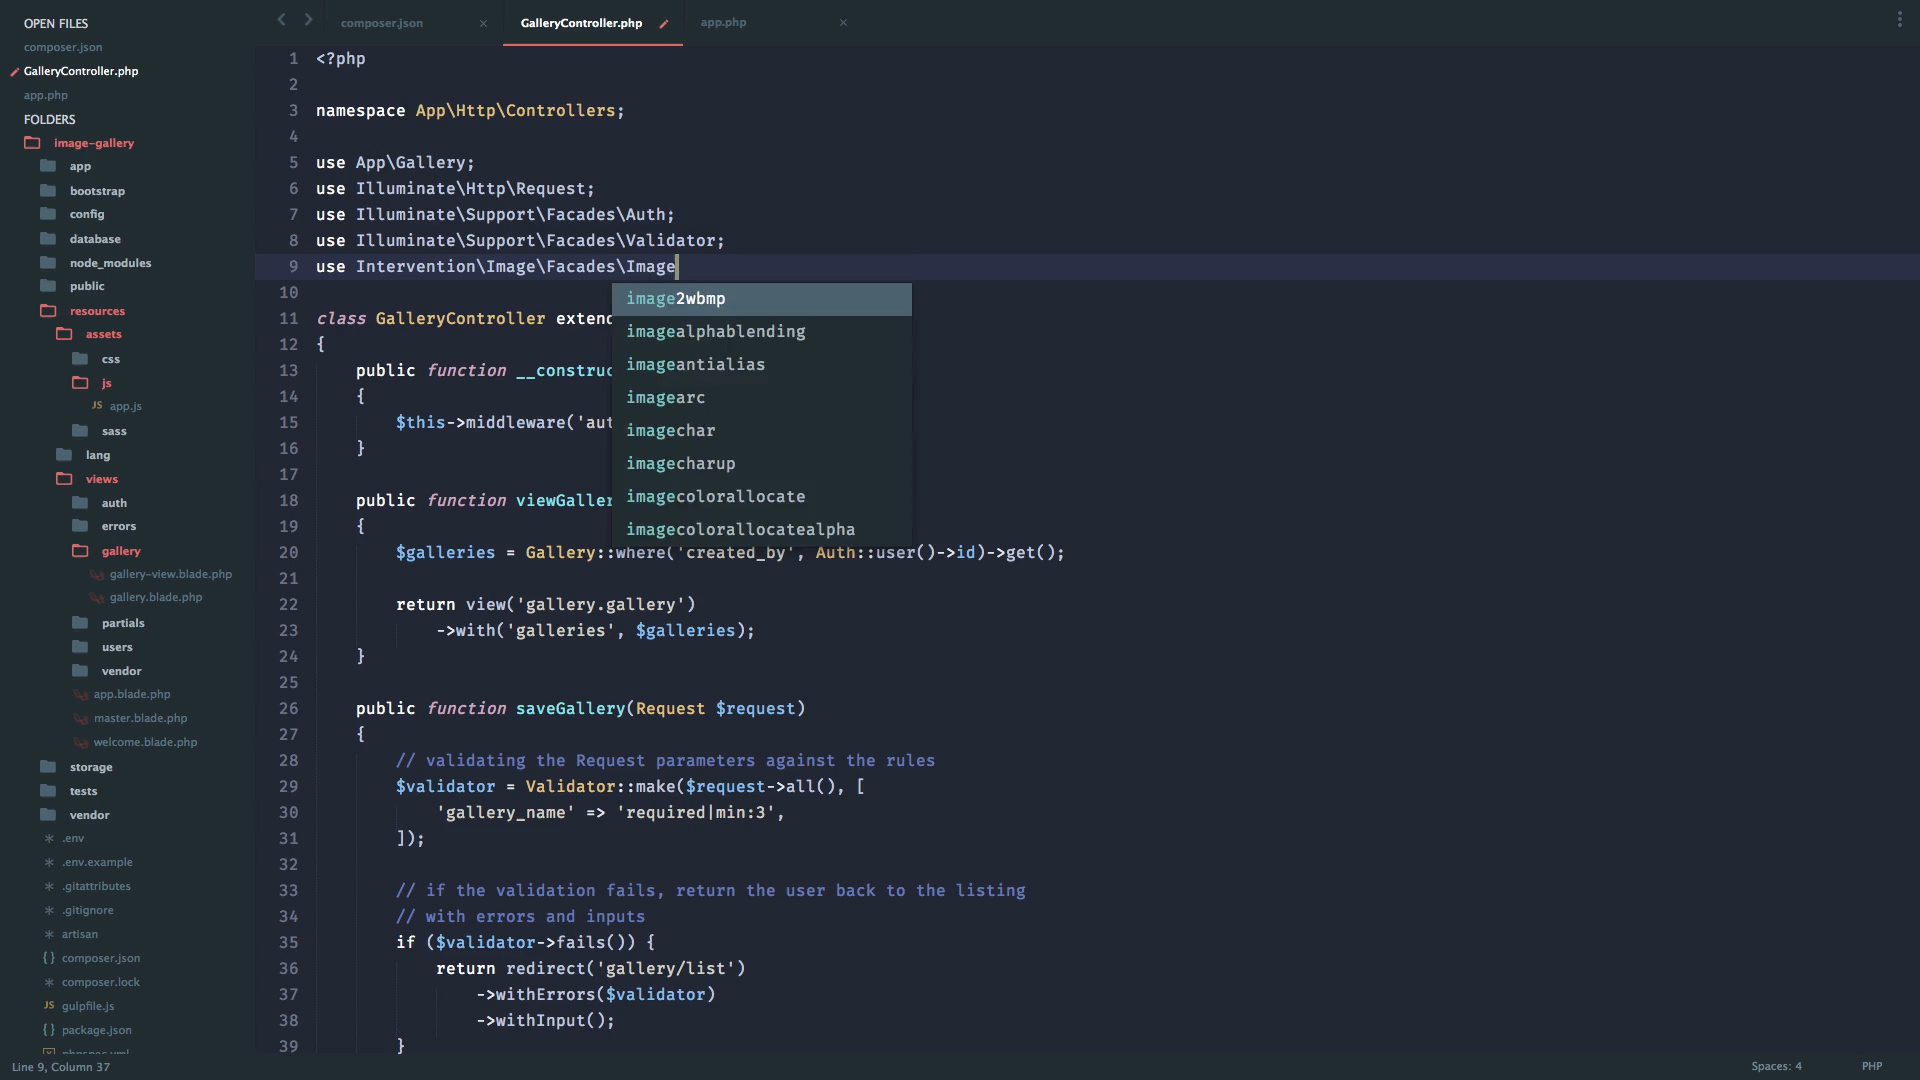 OPEN FILES
composer.json
GalleryController.php
app.php
FOLDERS
image-gallery
app
bootstrap
config
database
node_modules
public
resources
assets
css
js
JS app.js
sass
lang
views
auth
errors
gallery
gallery-view.blade.php
gallery.blade.php
partials
users
vendor
app.blade.php
master.blade.php
welcome.blade.php
storage
tests
vendor
* .env
* .env.example
* .gitattributes
* .gitignore
* artisan
{} composer.json
* composer.lock
JS gulpfile.js
{} package.json
phpspec.yml
composer.json × GalleryController.php app.php ×
1 <?php
2
3 namespace App\Http\Controllers;
4
5 use App\Gallery;
6 use Illuminate\Http\Request;
7 use Illuminate\Support\Facades\Auth;
8 use Illuminate\Support\Facades\Validator;
9 use Intervention\Image\Facades\Image
10
11 class GalleryController extend
12 {
13 public function __construc
14 {
15 $this->middleware('aut
16 }
17
18 public function viewGaller
19 {
20 $galleries = Gallery::where('created_by', Auth::user()->id)->get();
21
22 return view('gallery.gallery')
23 ->with('galleries', $galleries);
24 }
25
26 public function saveGallery(Request $request)
27 {
28 // validating the Request parameters against the rules
29 $validator = Validator::make($request->all(), [
30 'gallery_name' => 'required|min:3',
31 ]);
32
33 // if the validation fails, return the user back to the listing
34 // with errors and inputs
35 if ($validator->fails()) {
36 return redirect('gallery/list')
37 ->withErrors($validator)
38 ->withInput();
39 }
image2wbmp
imagealphablending
imageantialias
imagearc
imagechar
imagecharup
imagecolorallocate
imagecolorallocatealpha
Line 9, Column 37
Spaces: 4
PHP